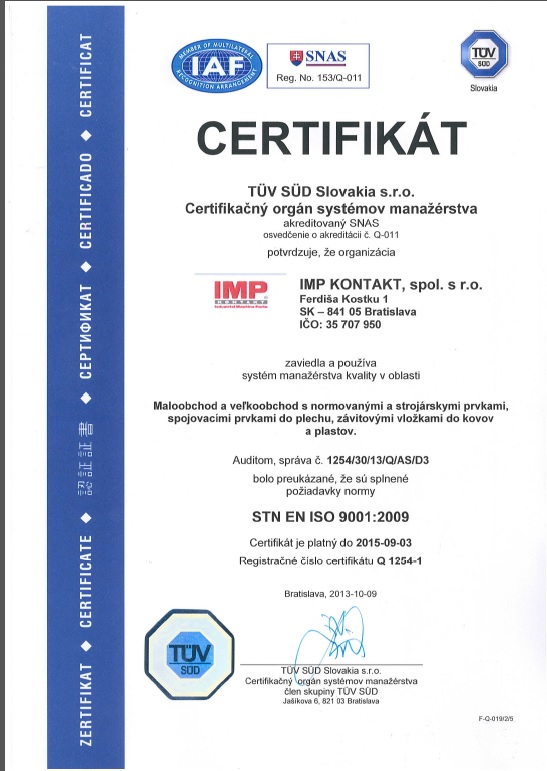 MEMBER OF MULTILATERAL
IAF
RECOGNITION ARRANGEMENT
SNAS
Reg. No. 153/Q-011
TÜV
SÜD
Slovakia
CERTIFIKÁT
TÜV SÜD Slovakia s.r.o.
Certifikačný orgán systémov manažérstva
akreditovaný SNAS
osvedčenie o akreditácii č. Q-011
potvrdzuje, že organizácia
IMP
KONTAKT
IMP KONTAKT, spol. s r.o.
Ferdiša Kostku 1
SK – 841 05 Bratislava
IČO: 35 707 950
zaviedla a používa
systém manažérstva kvality v oblasti
Maloobchod a veľkoobchod s normovanými a strojárskymi prvkami,
spojovacími prvkami do plechu, závitovými vložkami do kovov
a plastov.
Auditom, správa č. 1254/30/13/Q/AS/D3
bolo preukázané, že sú splnené
požiadavky normy
STN EN ISO 9001:2009
Certifikát je platný do 2015-09-03
Registračné číslo certifikátu Q 1254-1
Bratislava, 2013-10-09
TÜV
SÜD
TÜV SÜD Slovakia s.r.o.
Certifikačný orgán systémov manažérstva
člen skupiny TÜV SÜD
Jašíkova 6, 821 03 Bratislava
F-Q-019/2/5
ZERTIFIKAT ◆ CERTIFICATE ◆ 認証証書 ◆ СЕРТИФИКАТ ◆ CERTIFICADO ◆ CERTIFICAT